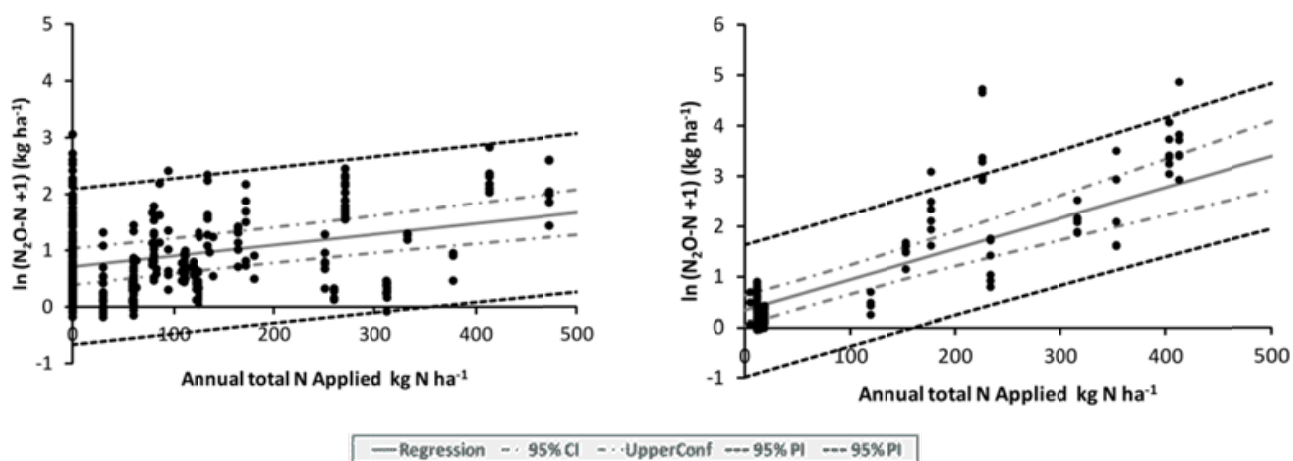 5
4
3
2
1
0
-1
ln (N₂O-N +1) (kg ha⁻¹)
0 100 200 300 400 500
Annual total N Applied kg N ha⁻¹
6
5
4
3
2
1
0
-1
ln (N₂O-N +1) (kg ha⁻¹)
0 100 200 300 400 500
Annual total N Applied kg N ha⁻¹
Regression 95% CI UpperConf 95% PI 95% PI